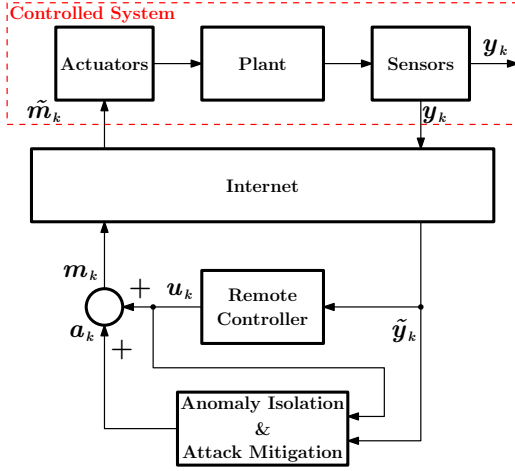 Controlled System
Actuators
Plant
Sensors
y_k
m̃_k
y_k
Internet
m_k
+
u_k
Remote
Controller
a_k
+
ỹ_k
Anomaly Isolation
&
Attack Mitigation